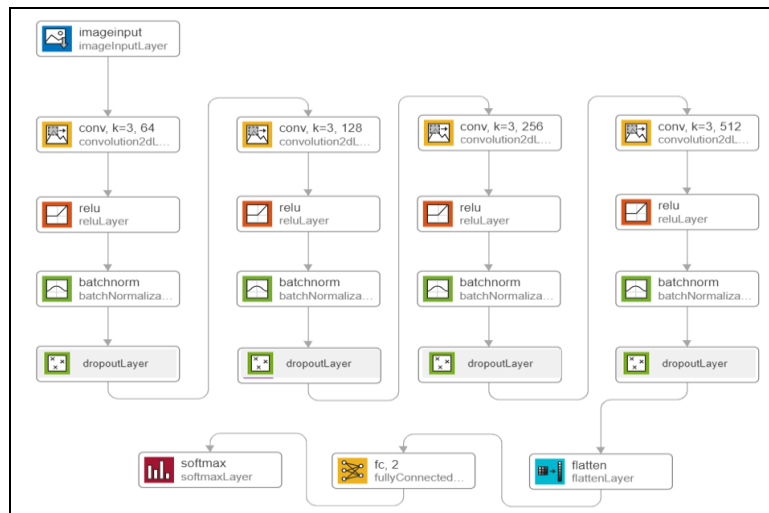 imageinput
imageInputLayer
conv, k=3, 64
convolution2dL...
relu
reluLayer
batchnorm
batchNormaliza...
dropoutLayer
conv, k=3, 128
convolution2dL...
relu
reluLayer
batchnorm
batchNormaliza...
dropoutLayer
conv, k=3, 256
convolution2dL...
relu
reluLayer
batchnorm
batchNormaliza...
dropoutLayer
conv, k=3, 512
convolution2dL...
relu
reluLayer
batchnorm
batchNormaliza...
dropoutLayer
flatten
flattenLayer
fc, 2
fullyConnected...
softmax
softmaxLayer